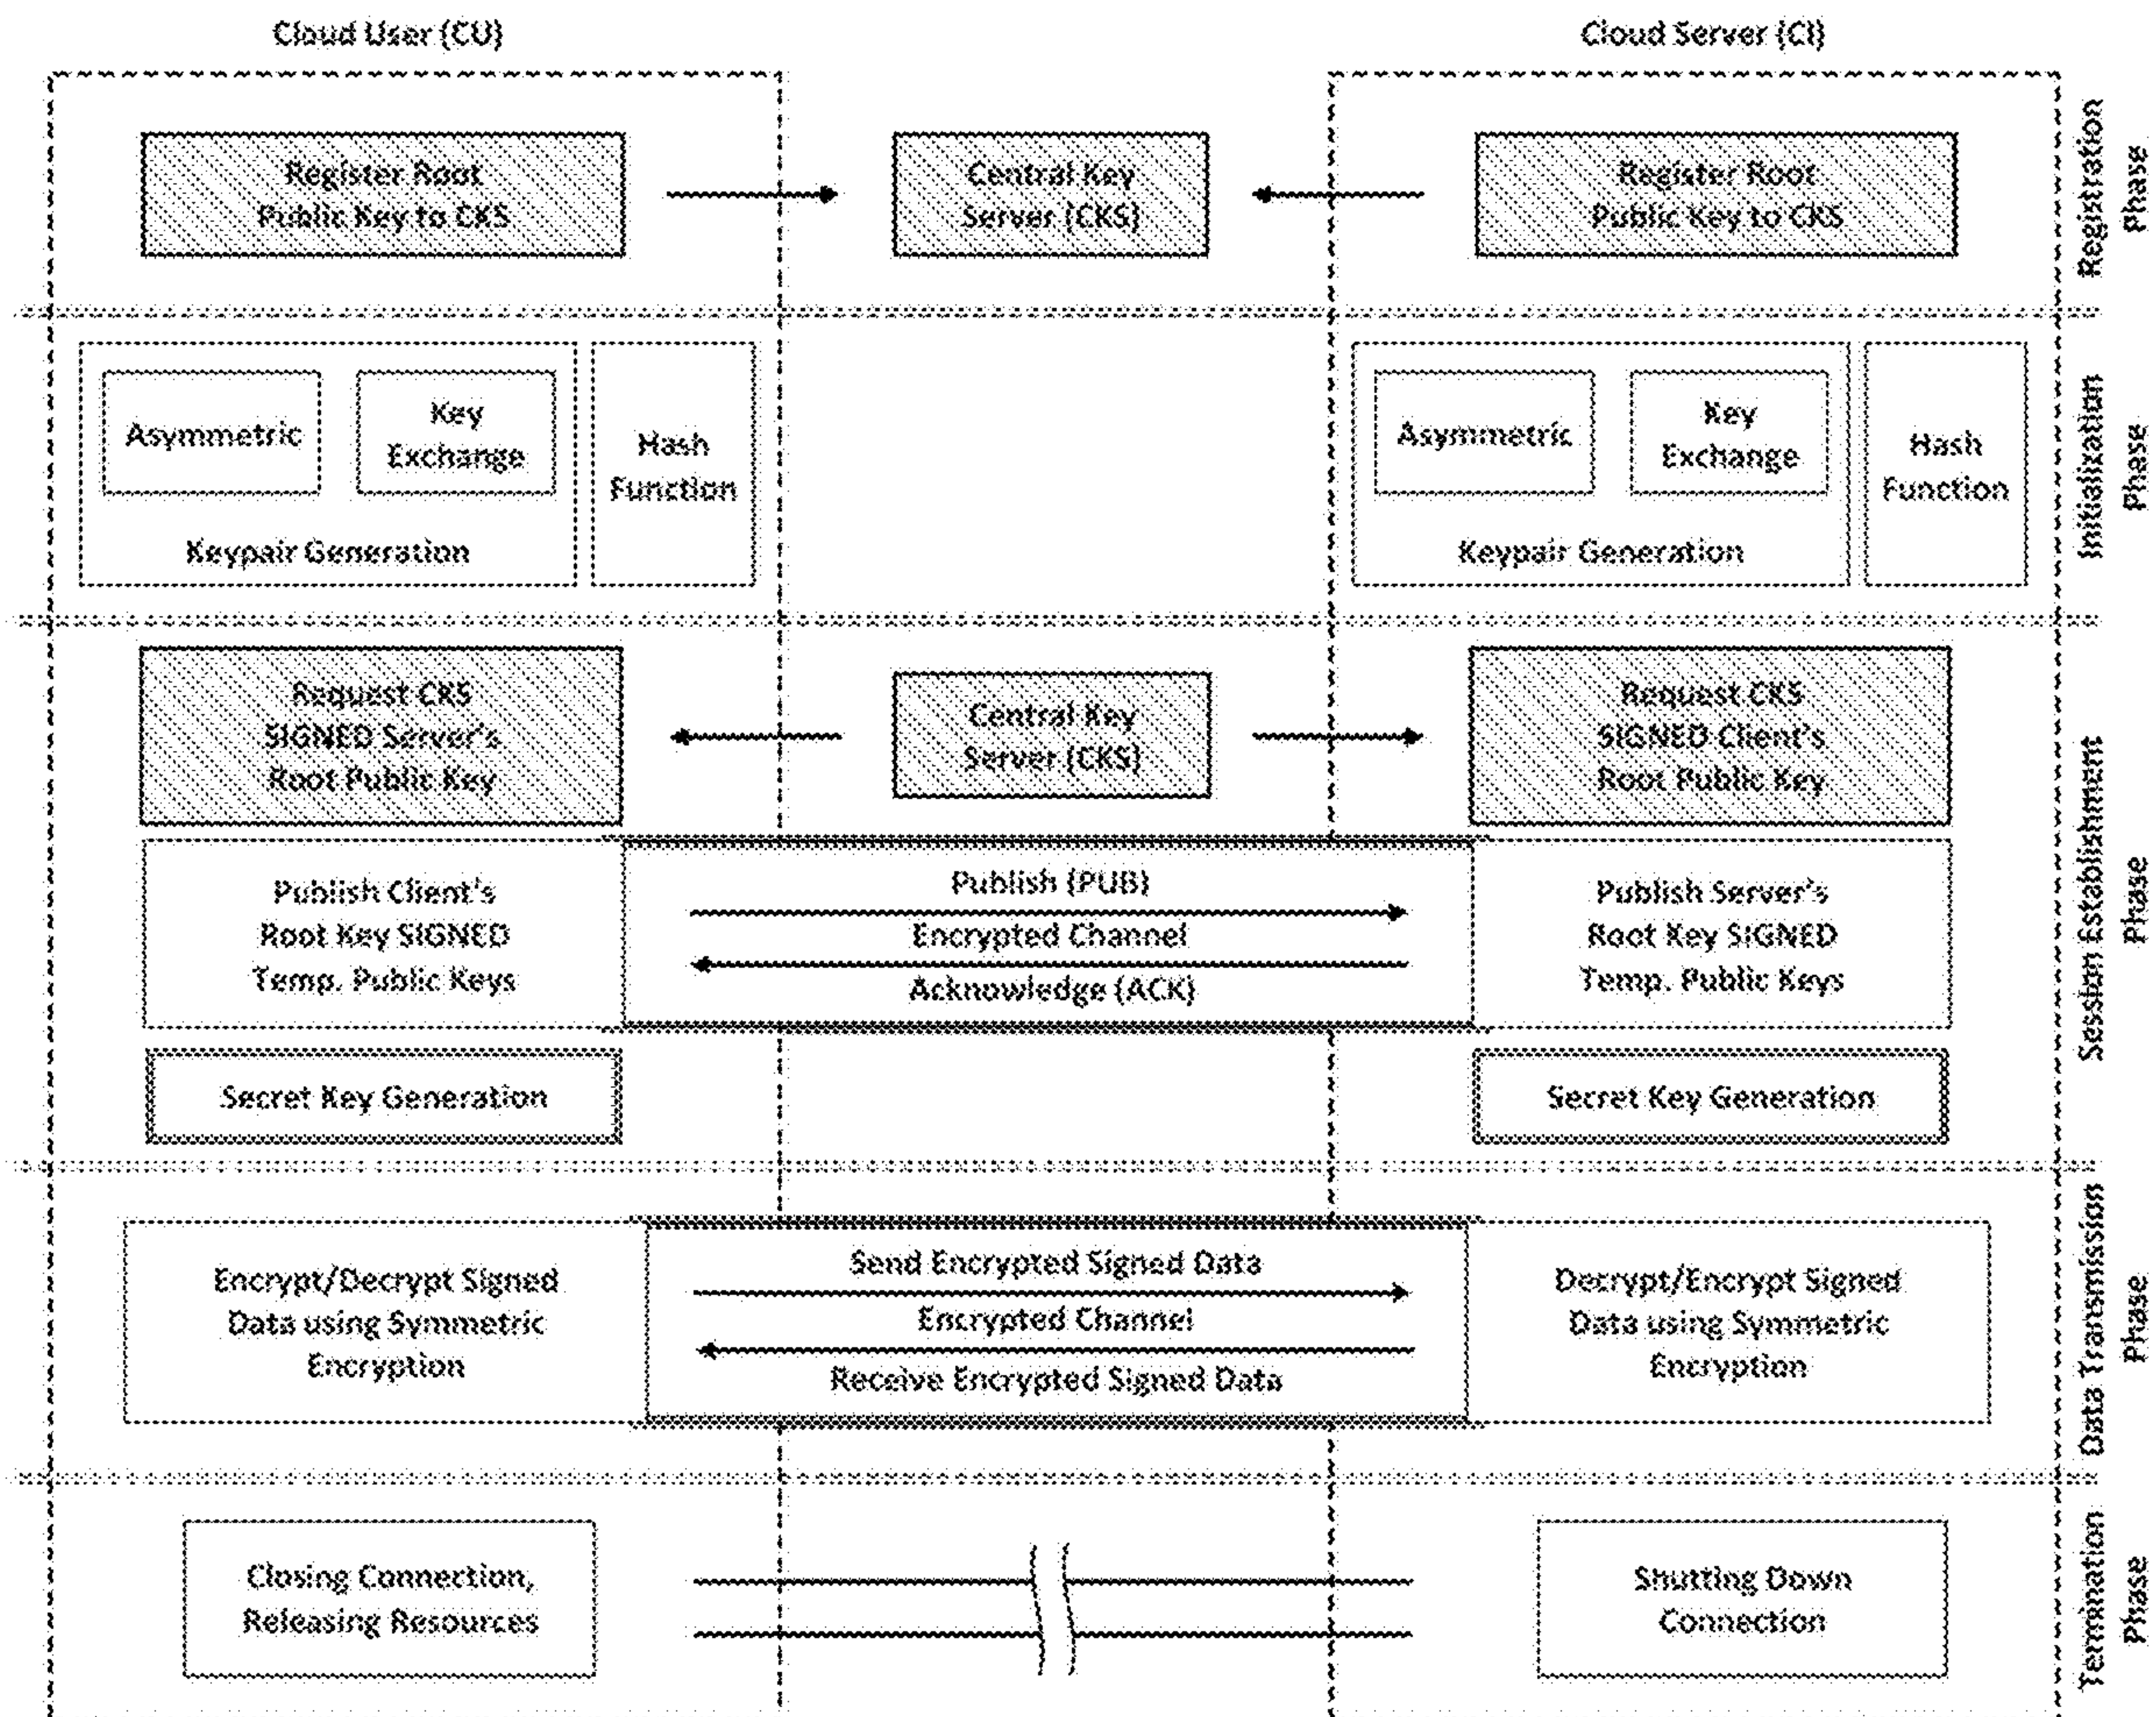 Cloud User (CU)
Cloud Server (CI)
Register Root
Public Key to CKS
Central Key
Server (CKS)
Register Root
Public Key to CKS
Registration
Phase
Asymmetric
Key
Exchange
Keypair Generation
Hash
Function
Asymmetric
Key
Exchange
Keypair Generation
Hash
Function
Initialization
Phase
Request CKS
SIGNED Server's
Root Public Key
Central Key
Server (CKS)
Request CKS
SIGNED Client's
Root Public Key
Publish Client's
Root Key SIGNED
Temp. Public Keys
Publish (PUB)
Encrypted Channel
Acknowledge (ACK)
Publish Server's
Root Key SIGNED
Temp. Public Keys
Secret Key Generation
Secret Key Generation
Session Establishment
Phase
Encrypt/Decrypt Signed
Data using Symmetric
Encryption
Send Encrypted Signed Data
Encrypted Channel
Receive Encrypted Signed Data
Decrypt/Encrypt Signed
Data using Symmetric
Encryption
Data Transmission
Phase
Closing Connection,
Releasing Resources
Shutting Down
Connection
Termination
Phase